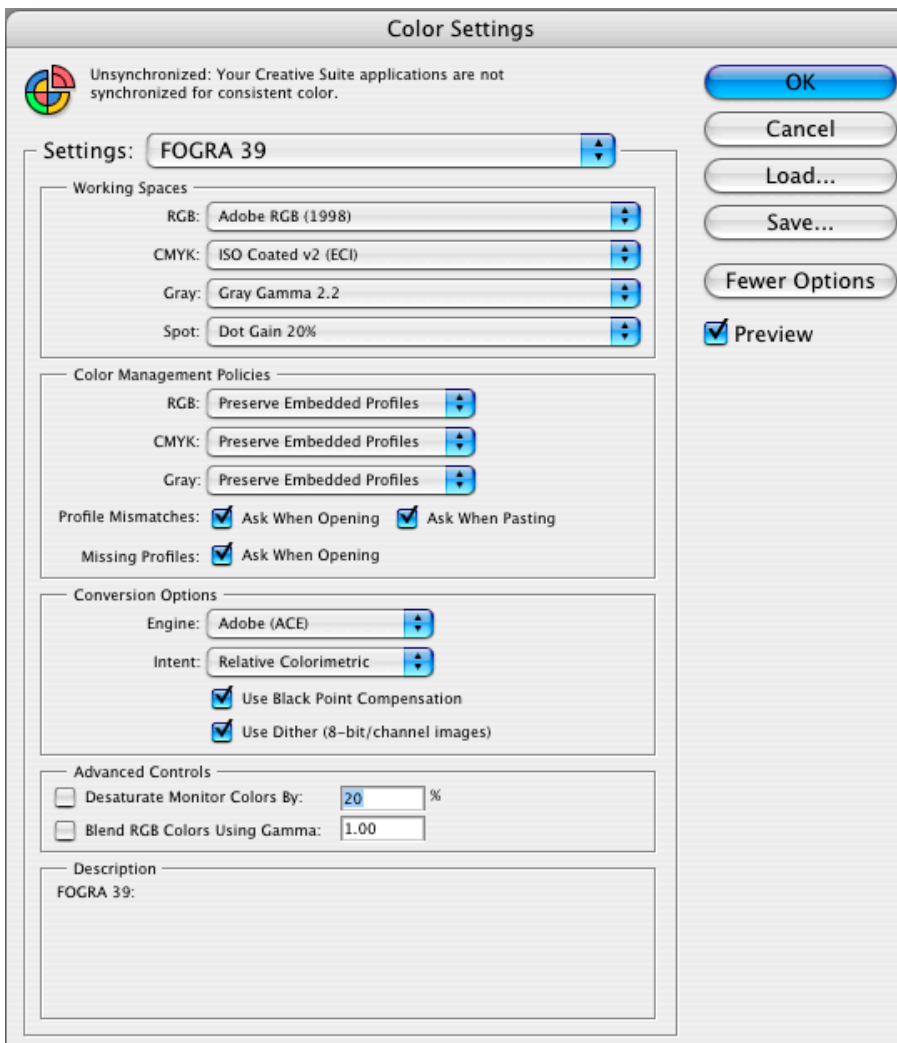 Color Settings
Unsynchronized: Your Creative Suite applications are not
synchronized for consistent color.
OK
Cancel
Load...
Save...
Fewer Options
Preview
Settings: FOGRA 39
Working Spaces
RGB: Adobe RGB (1998)
CMYK: ISO Coated v2 (ECI)
Gray: Gray Gamma 2.2
Spot: Dot Gain 20%
Color Management Policies
RGB: Preserve Embedded Profiles
CMYK: Preserve Embedded Profiles
Gray: Preserve Embedded Profiles
Profile Mismatches: Ask When Opening Ask When Pasting
Missing Profiles: Ask When Opening
Conversion Options
Engine: Adobe (ACE)
Intent: Relative Colorimetric
Use Black Point Compensation
Use Dither (8-bit/channel images)
Advanced Controls
Desaturate Monitor Colors By: 20 %
Blend RGB Colors Using Gamma: 1.00
Description
FOGRA 39: